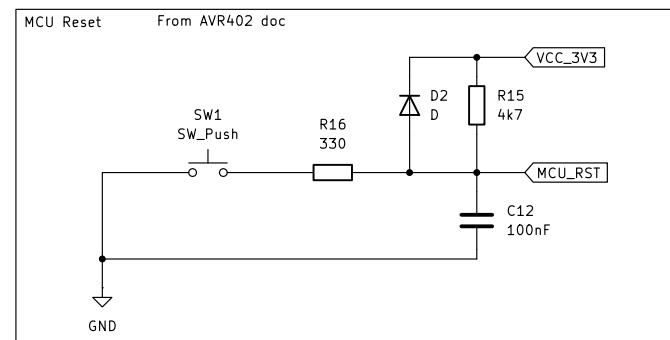 MCU Reset From AVR402 doc
VCC_3V3
D2
D
R15
4k7
SW1
SW_Push
R16
330
MCU_RST
C12
100nF
GND